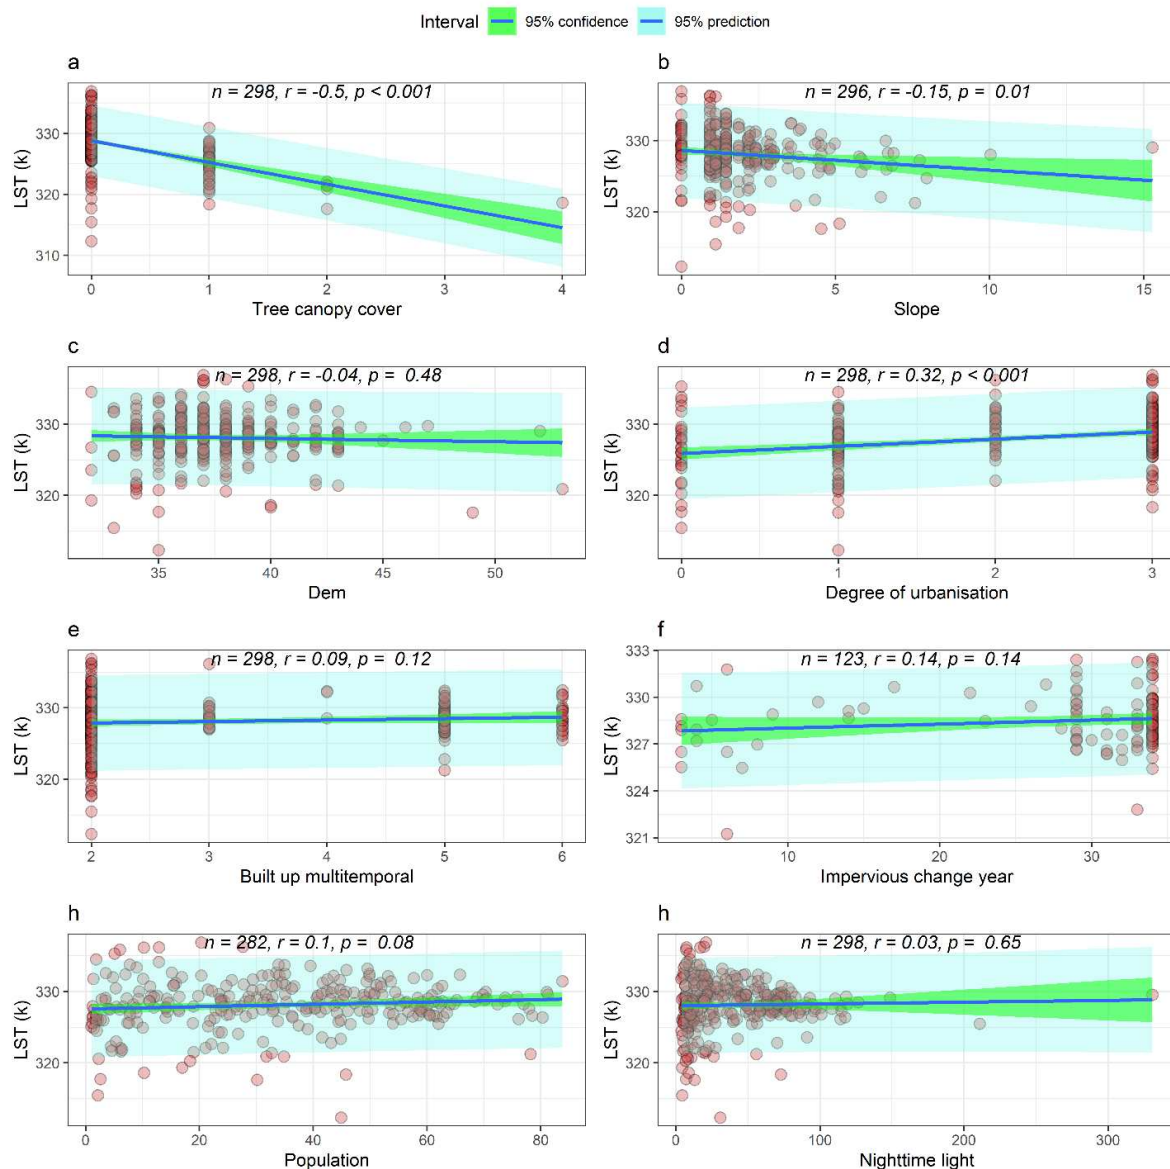 Interval 95% confidence 95% prediction
a
n = 298, r = -0.5, p < 0.001
LST (k)
330
320
310
0 1 2 3 4
Tree canopy cover
b
n = 296, r = -0.15, p = 0.01
LST (k)
330
320
0 5 10 15
Slope
c
n = 298, r = -0.04, p = 0.48
LST (k)
330
320
35 40 45 50
Dem
d
n = 298, r = 0.32, p < 0.001
LST (k)
330
320
0 1 2 3
Degree of urbanisation
e
n = 298, r = 0.09, p = 0.12
LST (k)
330
320
2 3 4 5 6
Built up multitemporal
f
n = 123, r = 0.14, p = 0.14
LST (k)
333
330
327
324
321
10 20 30
Impervious change year
h
n = 282, r = 0.1, p = 0.08
LST (k)
330
320
0 20 40 60 80
Population
h
n = 298, r = 0.03, p = 0.65
LST (k)
330
320
0 100 200 300
Nighttime light